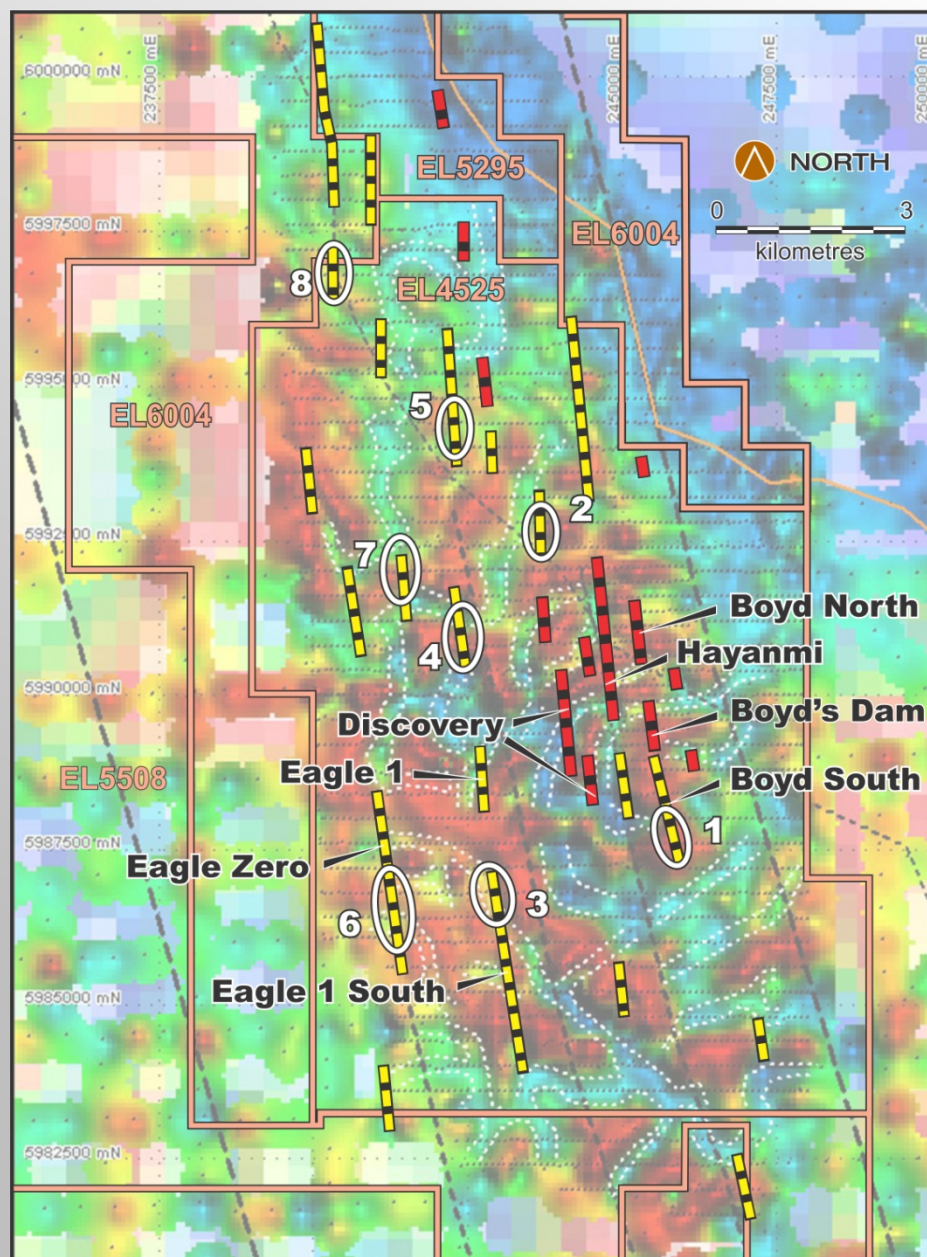 237500 mE
245000 mE
247500 mE
6000000 mN
NORTH
EL5295
0 3
kilometres
5997500 mN
EL6004
8
EL4525
5995000 mN
EL6004
5
2
5992500 mN
7
Boyd North
4
Hayanmi
5990000 mN
Discovery
Boyd's Dam
Eagle 1
EL5508
Boyd South
1
5987500 mN
Eagle Zero
3
6
Eagle 1 South
5985000 mN
5982500 mN